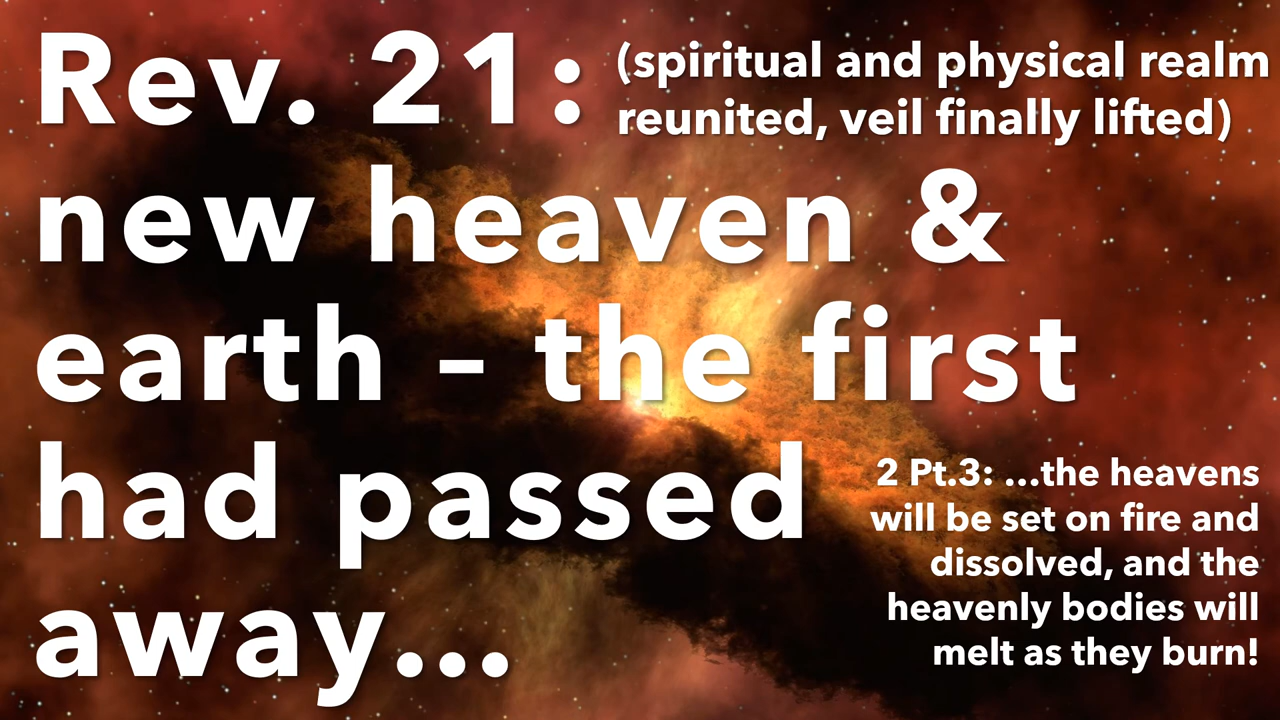 Rev. 21:
(spiritual and physical realm
reunited, veil finally lifted)
new heaven &
earth – the first
had passed
away...
2 Pt.3: ...the heavens
will be set on fire and
dissolved, and the
heavenly bodies will
melt as they burn!